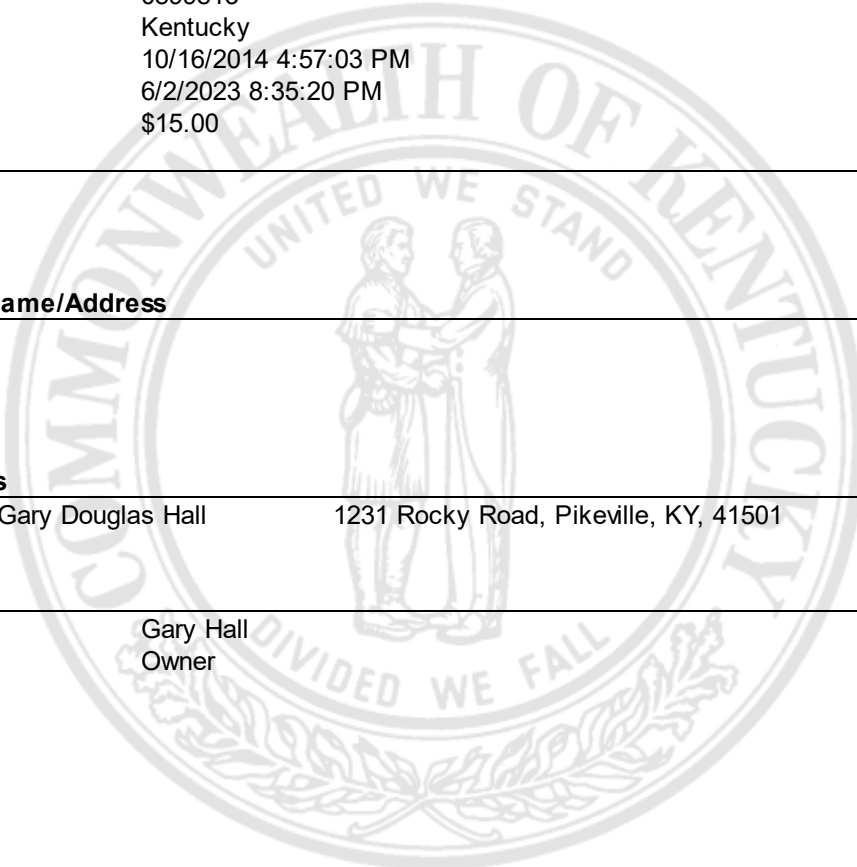 Kentucky
10/16/2014 4:57:03 PM
6/2/2023 8:35:20 PM
$15.00
COMMONWEALTH OF KENTUCKY
UNITED WE STAND
ame/Address
s
Gary Douglas Hall 1231 Rocky Road, Pikeville, KY, 41501
Gary Hall
Owner
DIVIDED WE FALL